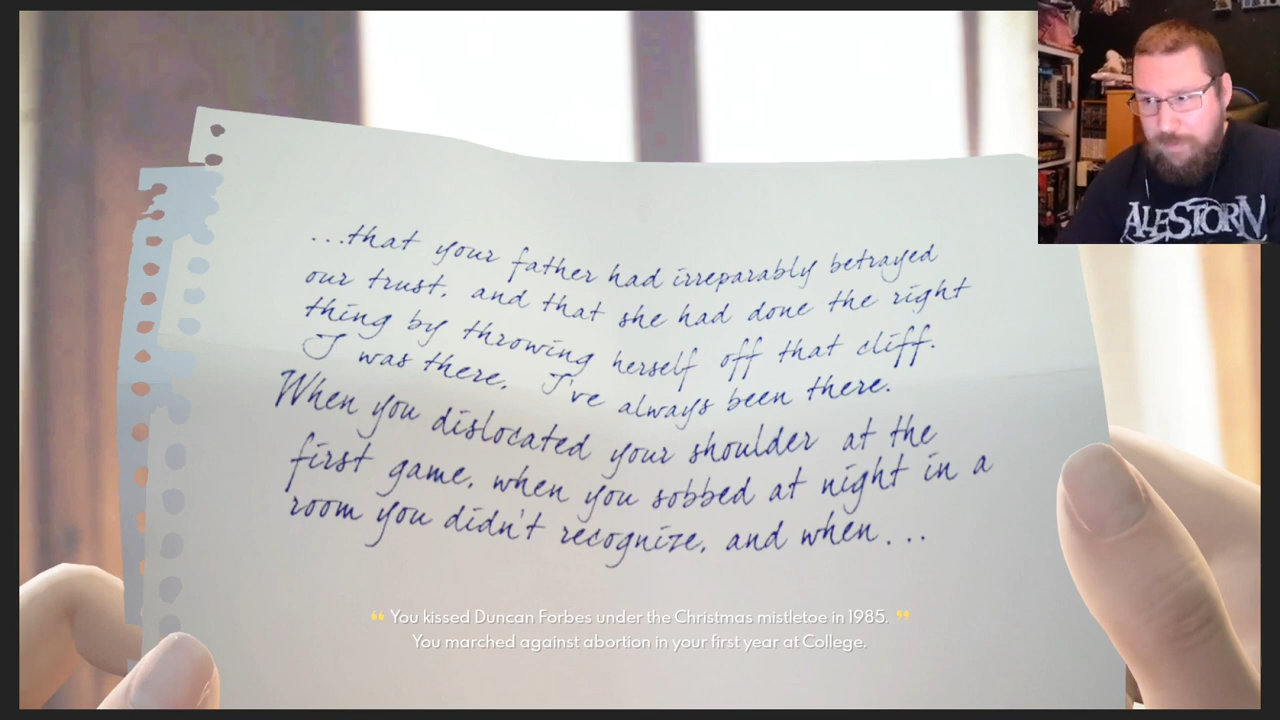 ...that your father had irreparably betrayed
our trust, and that she had done the right
thing by throwing herself off that cliff.
I was there, I've always been there.
When you dislocated your shoulder at the
first game, when you sobbed at night in a
room you didn't recognize, and when...
“ You kissed Duncan Forbes under the Christmas mistletoe in 1985. ”
You marched against abortion in your first year at College.
ALESTORM